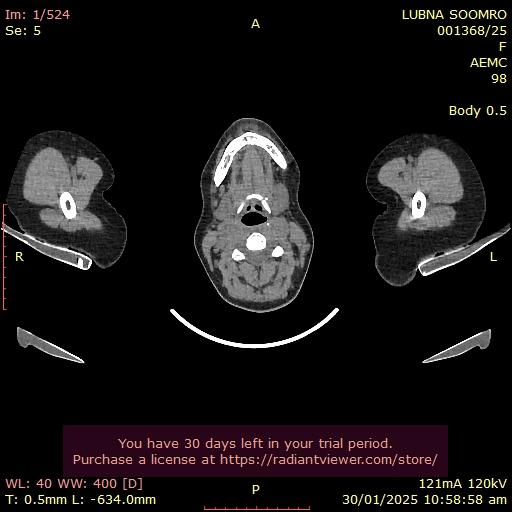 Im: 1/524
Se: 5
A
LUBNA SOOMRO
001368/25
F
AEMC
98
Body 0.5
R
L
You have 30 days left in your trial period.
Purchase a license at https://radiantviewer.com/store/
WL: 40 WW: 400 [D]
T: 0.5mm L: -634.0mm
P
121mA 120kV
30/01/2025 10:58:58 am